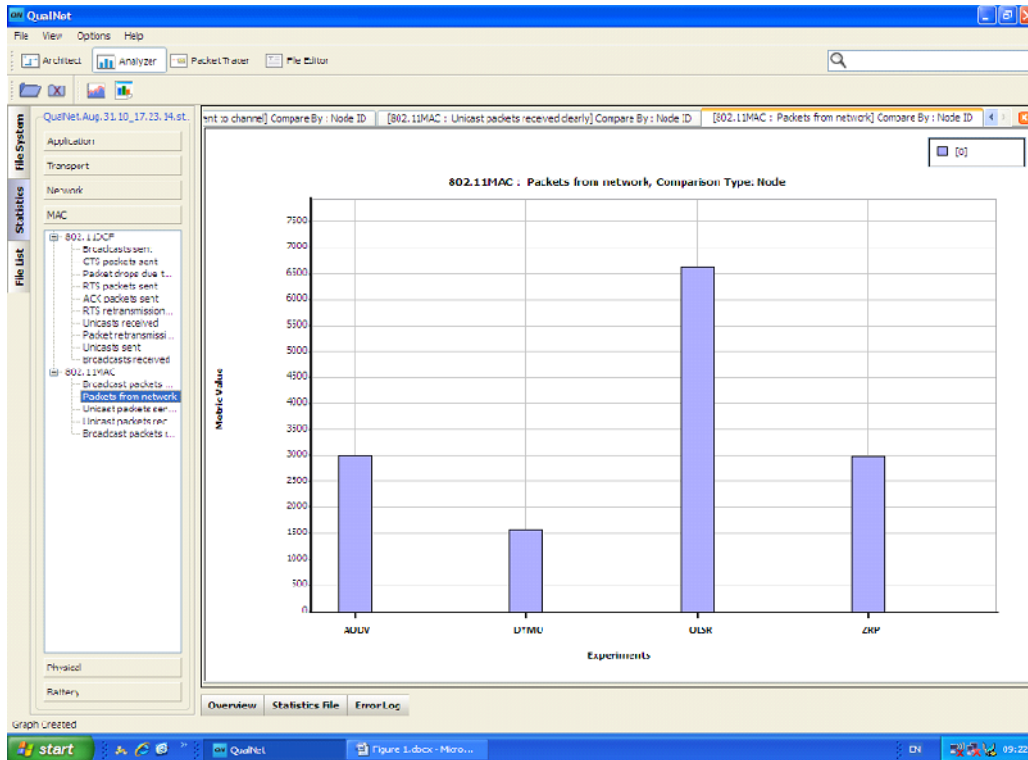 QualNet
File View Options Help
Architect Analyzer Packet Tracer File Editor
File System
Statistics
File List
QualNet.Aug.31.10_17.23.14.st..
Application
Transport
Network
MAC
802.11DCF
Broadcasts sent
CTS packets sent
Packet drops due t...
RTS packets sent
ACK packets sent
RTS retransmission...
Unicasts received
Packet retransmissi...
Unicasts sent
Broadcasts received
802.11MAC
Broadcast packets ...
Packets from network
Unicast packets sen...
Unicast packets rec
Broadcast packets r...
Physical
Battery
ent to channel] Compare By : Node ID
[802.11MAC : Unicast packets received clearly] Compare By : Node ID
[802.11MAC : Packets from network] Compare By : Node ID
[0]
802.11MAC : Packets from network, Comparison Type: Node
Metric Value
7500
7000
6500
6000
5500
5000
4500
4000
3500
3000
2500
2000
1500
1000
500
0
AODV DYMO OLSR ZRP
Experiments
Overview Statistics File Error Log
Graph Created
start
QualNet
Figure 1.docx - Micro...
EN
09:22